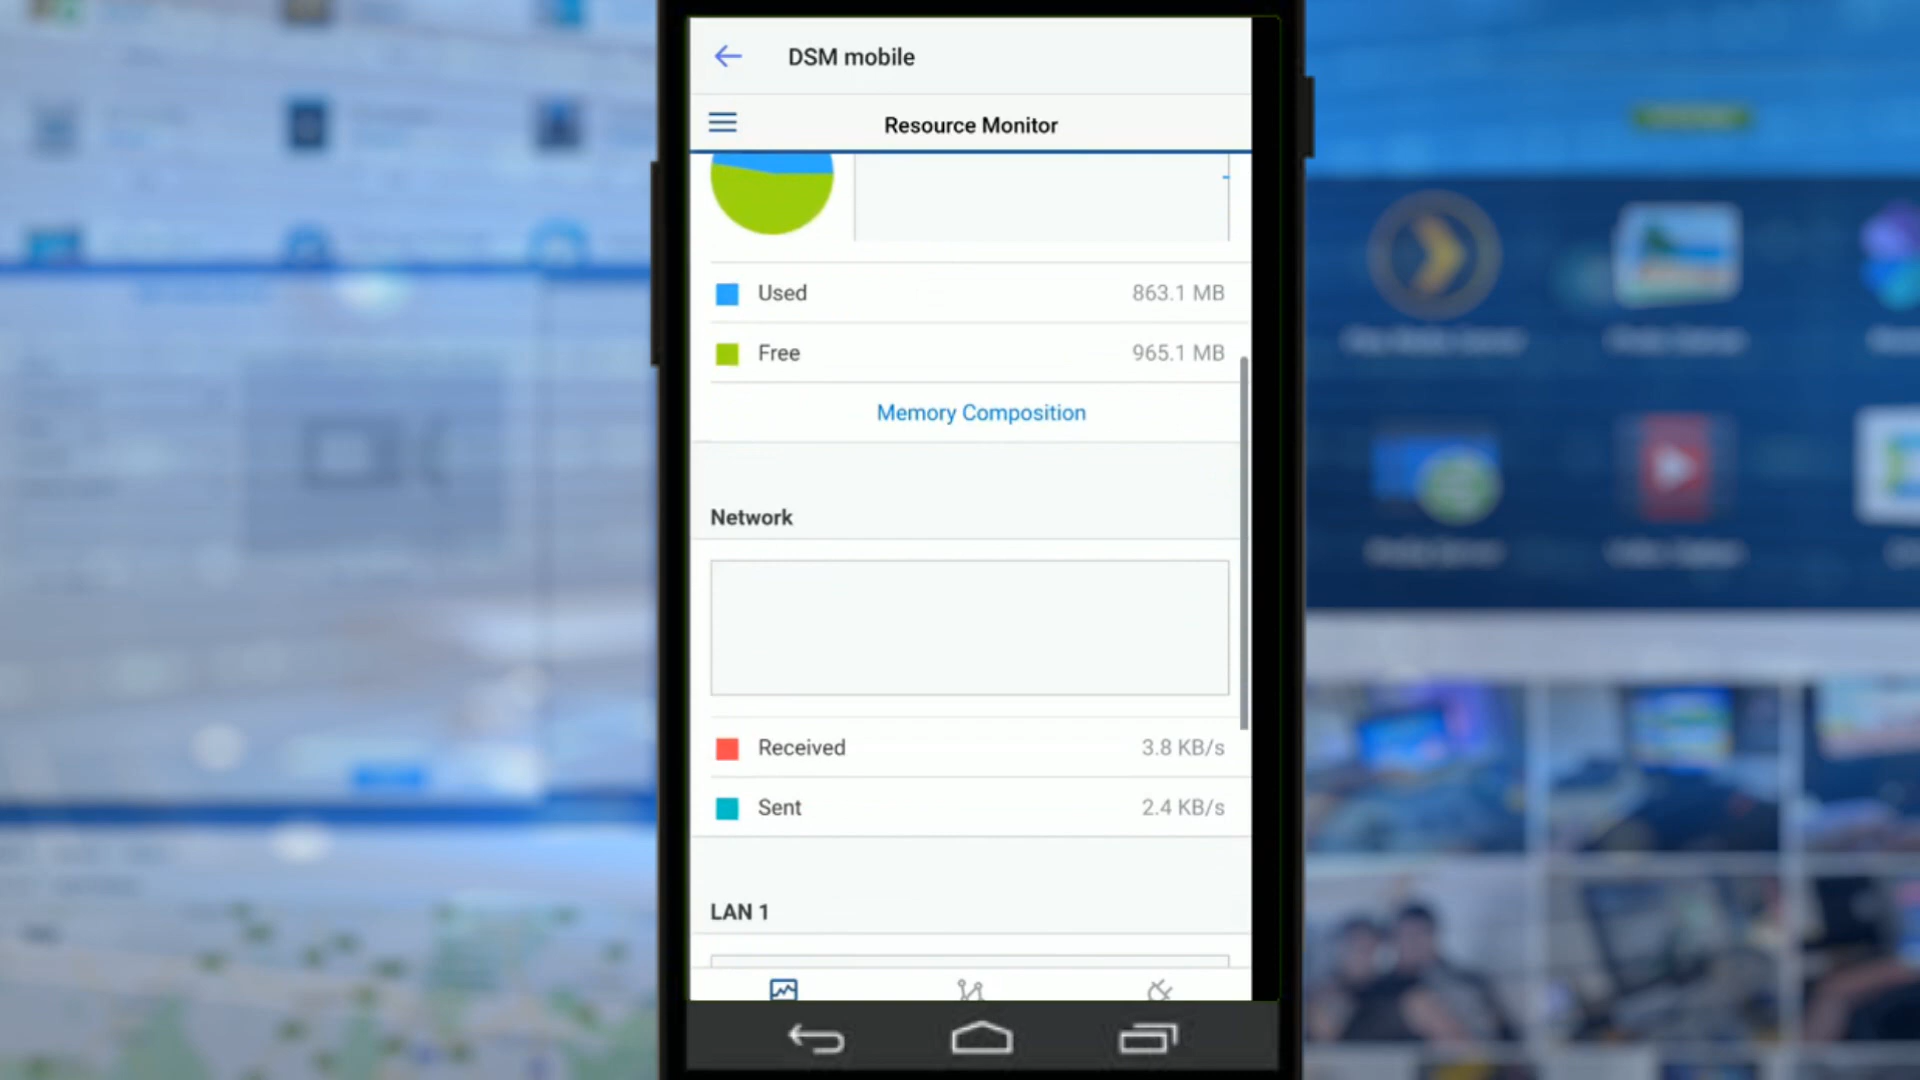 DSM mobile
Resource Monitor
Used 863.1 MB
Free 965.1 MB
Memory Composition
Network
Received 3.8 KB/s
Sent 2.4 KB/s
LAN 1